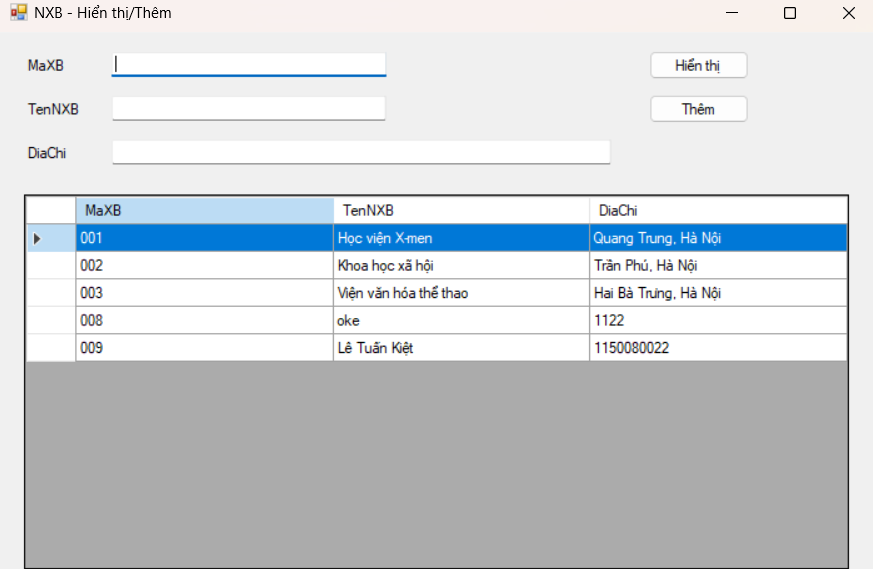 NXB - Hiển thị/Thêm
MaXB Hiển thị
TenNXB Thêm
DiaChi
MaXB TenNXB DiaChi
001 Học viện X-men Quang Trung, Hà Nội
002 Khoa học xã hội Trần Phú, Hà Nội
003 Viện văn hóa thể thao Hai Bà Trưng, Hà Nội
008 oke 1122
009 Lê Tuấn Kiệt 1150080022